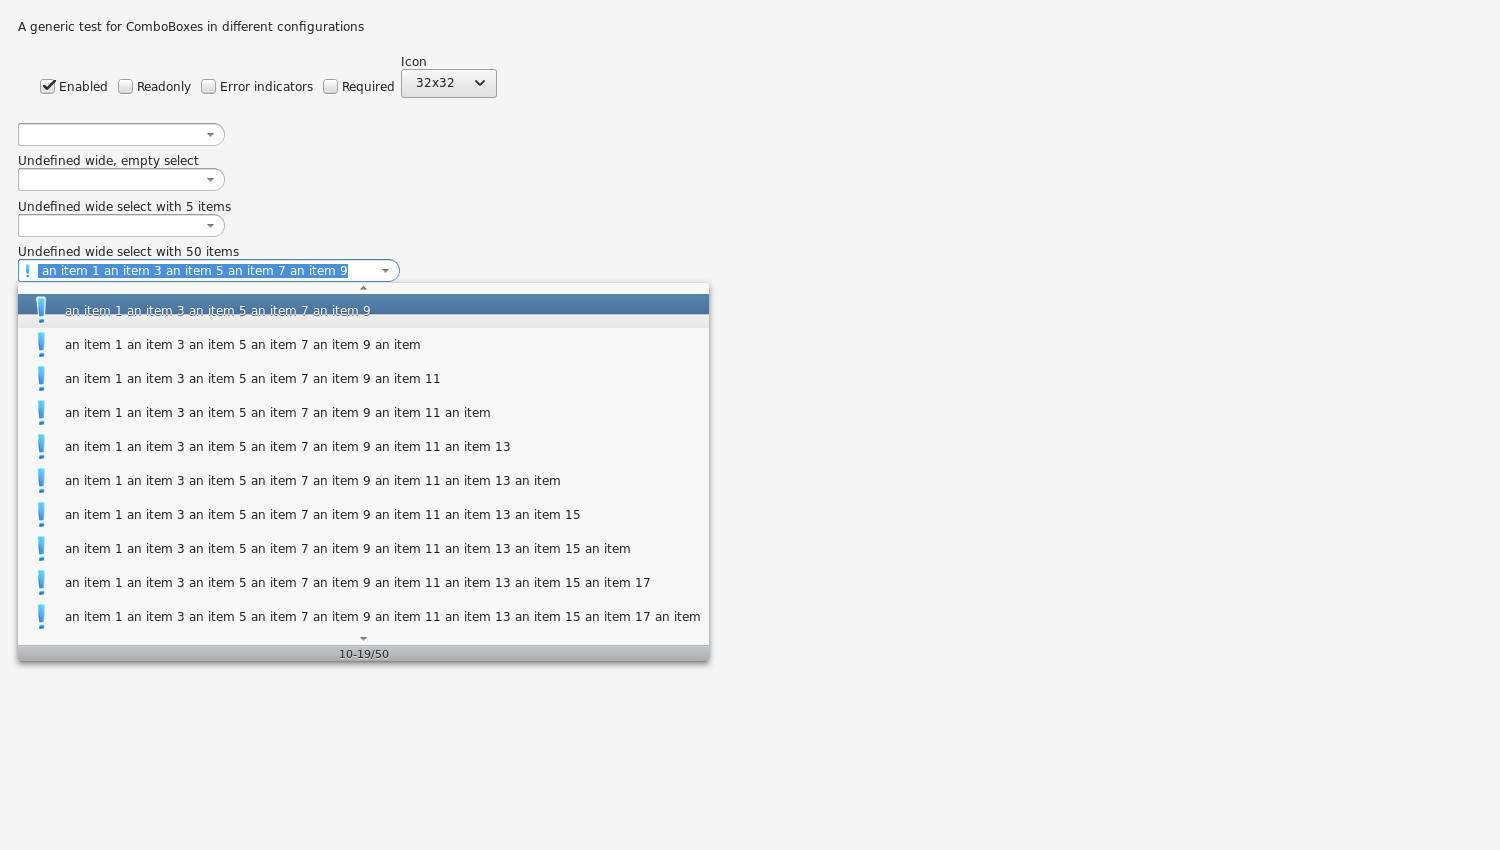 A generic test for ComboBoxes in different configurations
Icon
Enabled Readonly Error indicators Required 32x32
Undefined wide, empty select
Undefined wide select with 5 items
Undefined wide select with 50 items
an item 1 an item 3 an item 5 an item 7 an item 9
an item 1 an item 3 an item 5 an item 7 an item 9
an item 1 an item 3 an item 5 an item 7 an item 9 an item
an item 1 an item 3 an item 5 an item 7 an item 9 an item 11
an item 1 an item 3 an item 5 an item 7 an item 9 an item 11 an item
an item 1 an item 3 an item 5 an item 7 an item 9 an item 11 an item 13
an item 1 an item 3 an item 5 an item 7 an item 9 an item 11 an item 13 an item
an item 1 an item 3 an item 5 an item 7 an item 9 an item 11 an item 13 an item 15
an item 1 an item 3 an item 5 an item 7 an item 9 an item 11 an item 13 an item 15 an item
an item 1 an item 3 an item 5 an item 7 an item 9 an item 11 an item 13 an item 15 an item 17
an item 1 an item 3 an item 5 an item 7 an item 9 an item 11 an item 13 an item 15 an item 17 an item
10-19/50